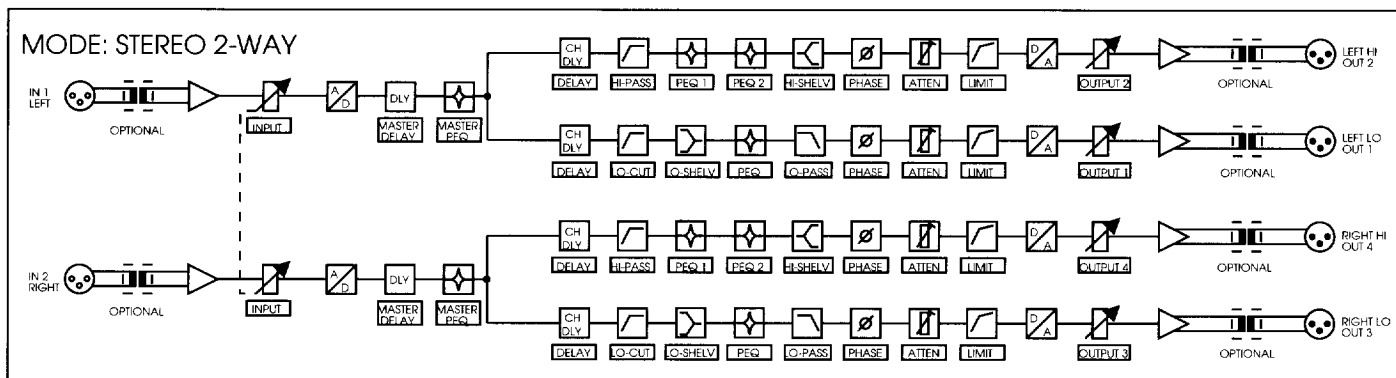 MODE: STEREO 2-WAY
CH DLY CH DLY
DELAY HI-PASS PEQ 1 PEQ 2 HI-SHELV PHASE ATTEN LIMIT D A OUTPUT 2 OPTIONAL LEFT HI OUT 2
IN 1 LEFT OPTIONAL INPUT A D DLY MASTER DELAY MASTER PEQ
DELAY LO-CUT LO-SHELV PEQ LO-PASS PHASE ATTEN LIMIT D A OUTPUT 1 OPTIONAL LEFT LO OUT 1
CH DLY CH DLY
DELAY HI-PASS PEQ 1 PEQ 2 HI-SHELV PHASE ATTEN LIMIT D A OUTPUT 4 OPTIONAL RIGHT HI OUT 4
IN 2 RIGHT OPTIONAL INPUT A D DLY MASTER DELAY MASTER PEQ
DELAY LO-CUT LO-SHELV PEQ LO-PASS PHASE ATTEN LIMIT D A OUTPUT 3 OPTIONAL RIGHT LO OUT 3